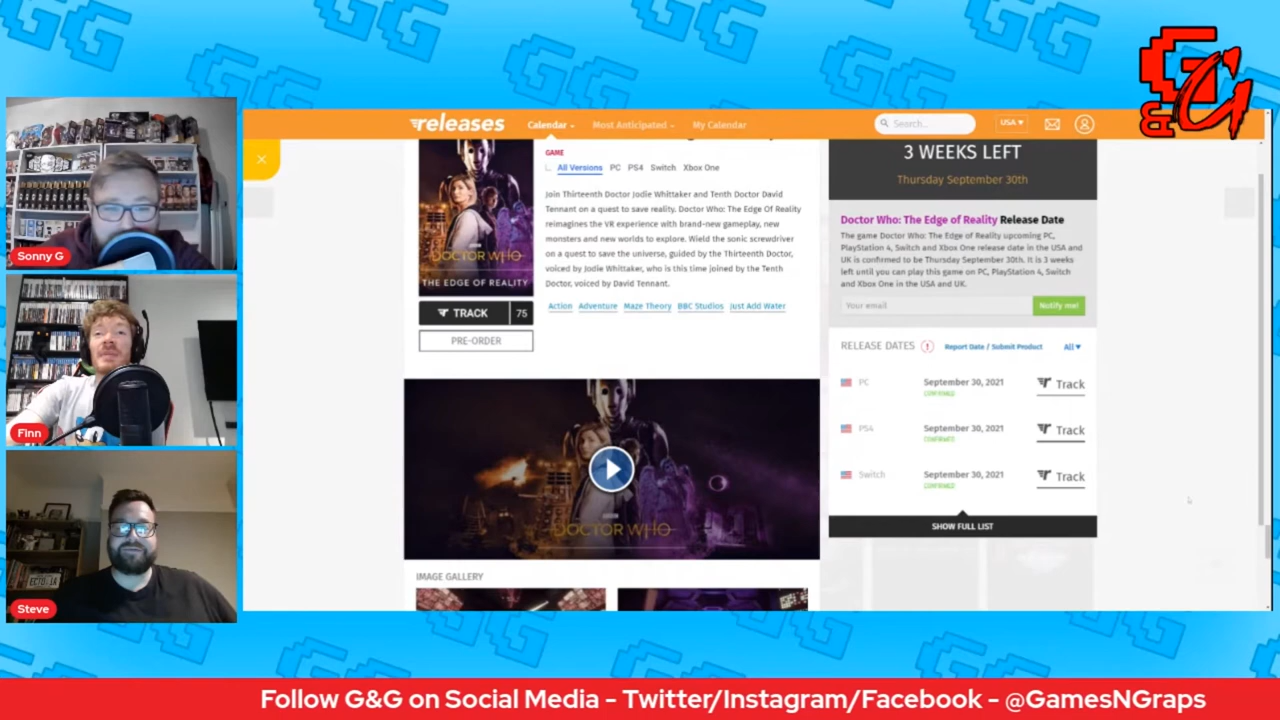 G
&G
releases
Calendar
Most Anticipated
My Calendar
Search...
USA
Sonny G
GAME
All Versions
PC
PS4
Switch
Xbox One
Join Thirteenth Doctor Jodie Whittaker and Tenth Doctor David
Tennant on a quest to save reality. Doctor Who: The Edge Of Reality
reimagines the VR experience with brand-new gameplay, new
monsters and new worlds to explore. Wield the sonic screwdriver
on a quest to save the universe, guided by the Thirteenth Doctor,
voiced by Jodie Whittaker, who is this time joined by the Tenth
Doctor, voiced by David Tennant.
Action
Adventure
Maze Theory
BBC Studios
Just Add Water
DOCTOR WHO
THE EDGE OF REALITY
TRACK
75
PRE-ORDER
3 WEEKS LEFT
Thursday September 30th
Doctor Who: The Edge of Reality Release Date
The game Doctor Who: The Edge of Reality upcoming PC,
PlayStation 4, Switch and Xbox One release date in the USA and
UK is confirmed to be Thursday September 30th. It is 3 weeks
left until you can play this game on PC, PlayStation 4, Switch
and Xbox One in the USA and UK.
Your email
Notify me!
RELEASE DATES
Report Date / Submit Product
All
PC
September 30, 2021
CONFIRMED
Track
PS4
September 30, 2021
CONFIRMED
Track
Switch
September 30, 2021
CONFIRMED
Track
SHOW FULL LIST
DOCTOR WHO
IMAGE GALLERY
Finn
Steve
Follow G&G on Social Media - Twitter/Instagram/Facebook - @GamesNGraps